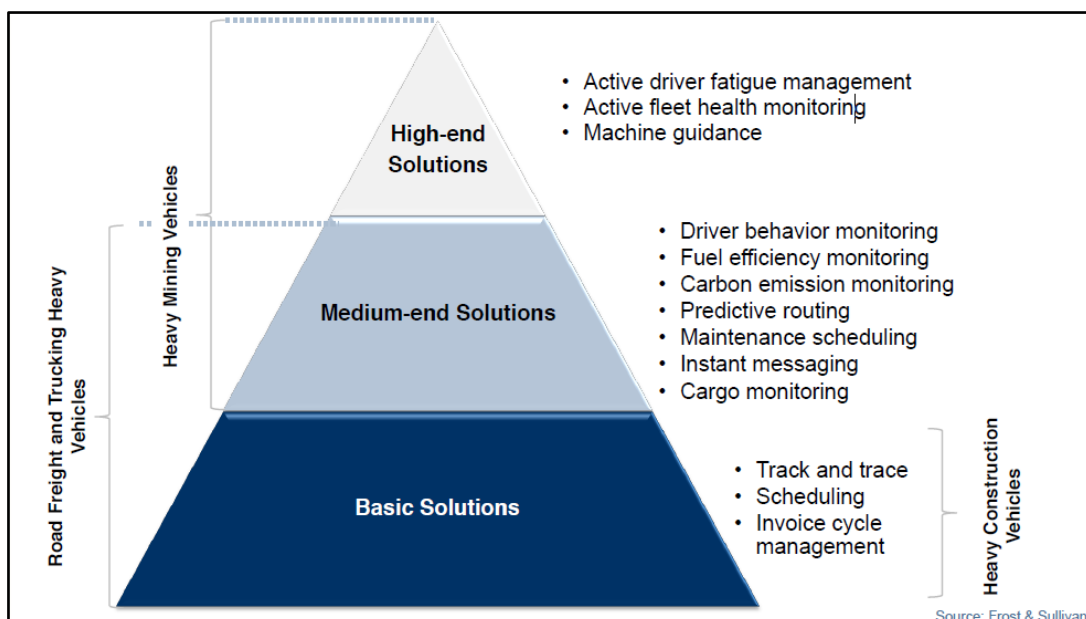 • Active driver fatigue management
• Active fleet health monitoring
• Machine guidance
High-end
Solutions
Heavy Mining Vehicles
• Driver behavior monitoring
• Fuel efficiency monitoring
• Carbon emission monitoring
• Predictive routing
• Maintenance scheduling
• Instant messaging
• Cargo monitoring
Medium-end Solutions
Road Freight and Trucking Heavy
Vehicles
Basic Solutions
• Track and trace
• Scheduling
• Invoice cycle
management
Heavy Construction
Vehicles
Source: Frost & Sullivan